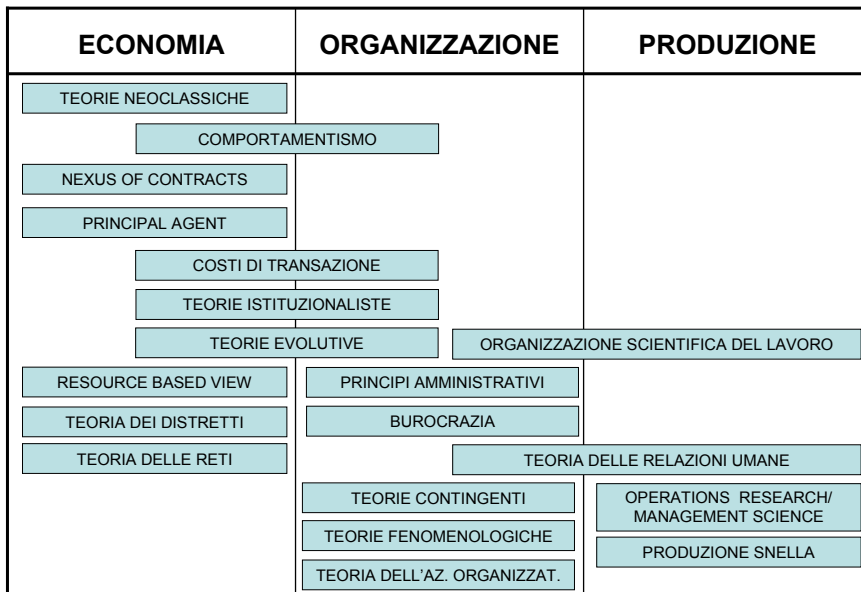 ECONOMIA
ORGANIZZAZIONE
PRODUZIONE
TEORIE NEOCLASSICHE
COMPORTAMENTISMO
NEXUS OF CONTRACTS
PRINCIPAL AGENT
COSTI DI TRANSAZIONE
TEORIE ISTITUZIONALISTE
TEORIE EVOLUTIVE
ORGANIZZAZIONE SCIENTIFICA DEL LAVORO
RESOURCE BASED VIEW
PRINCIPI AMMINISTRATIVI
TEORIA DEI DISTRETTI
BUROCRAZIA
TEORIA DELLE RETI
TEORIA DELLE RELAZIONI UMANE
TEORIE CONTINGENTI
OPERATIONS RESEARCH/
MANAGEMENT SCIENCE
TEORIE FENOMENOLOGICHE
PRODUZIONE SNELLA
TEORIA DELL'AZ. ORGANIZZAT.